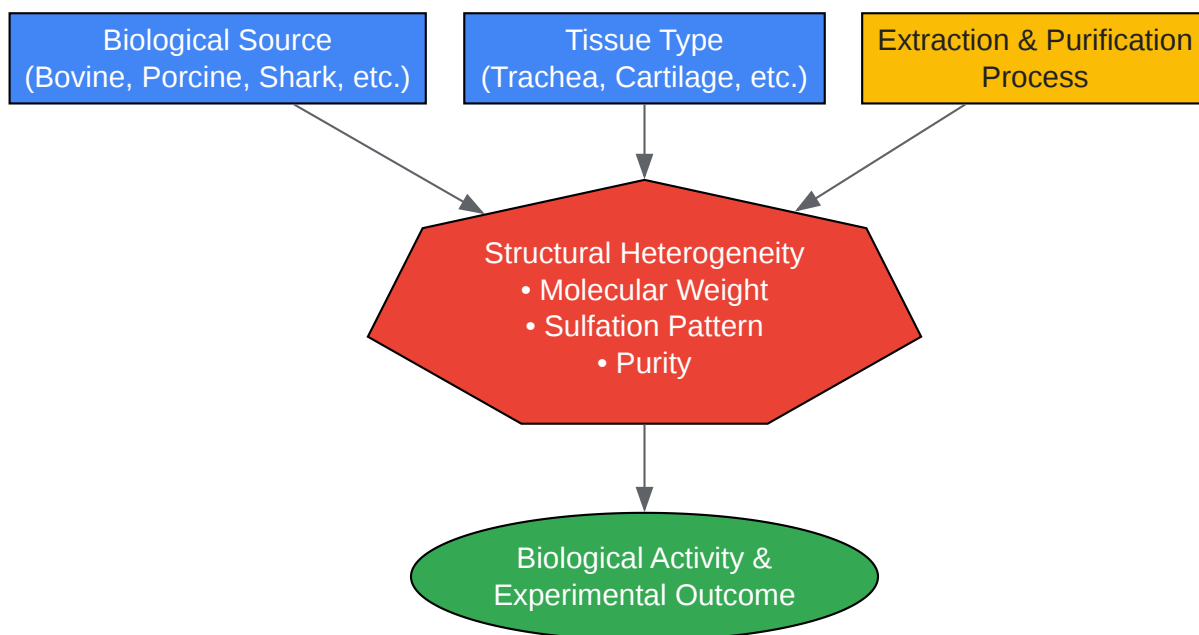 Biological Source
(Bovine, Porcine, Shark, etc.)
Tissue Type
(Trachea, Cartilage, etc.)
Extraction & Purification
Process
Structural Heterogeneity
• Molecular Weight
• Sulfation Pattern
• Purity
Biological Activity &
Experimental Outcome